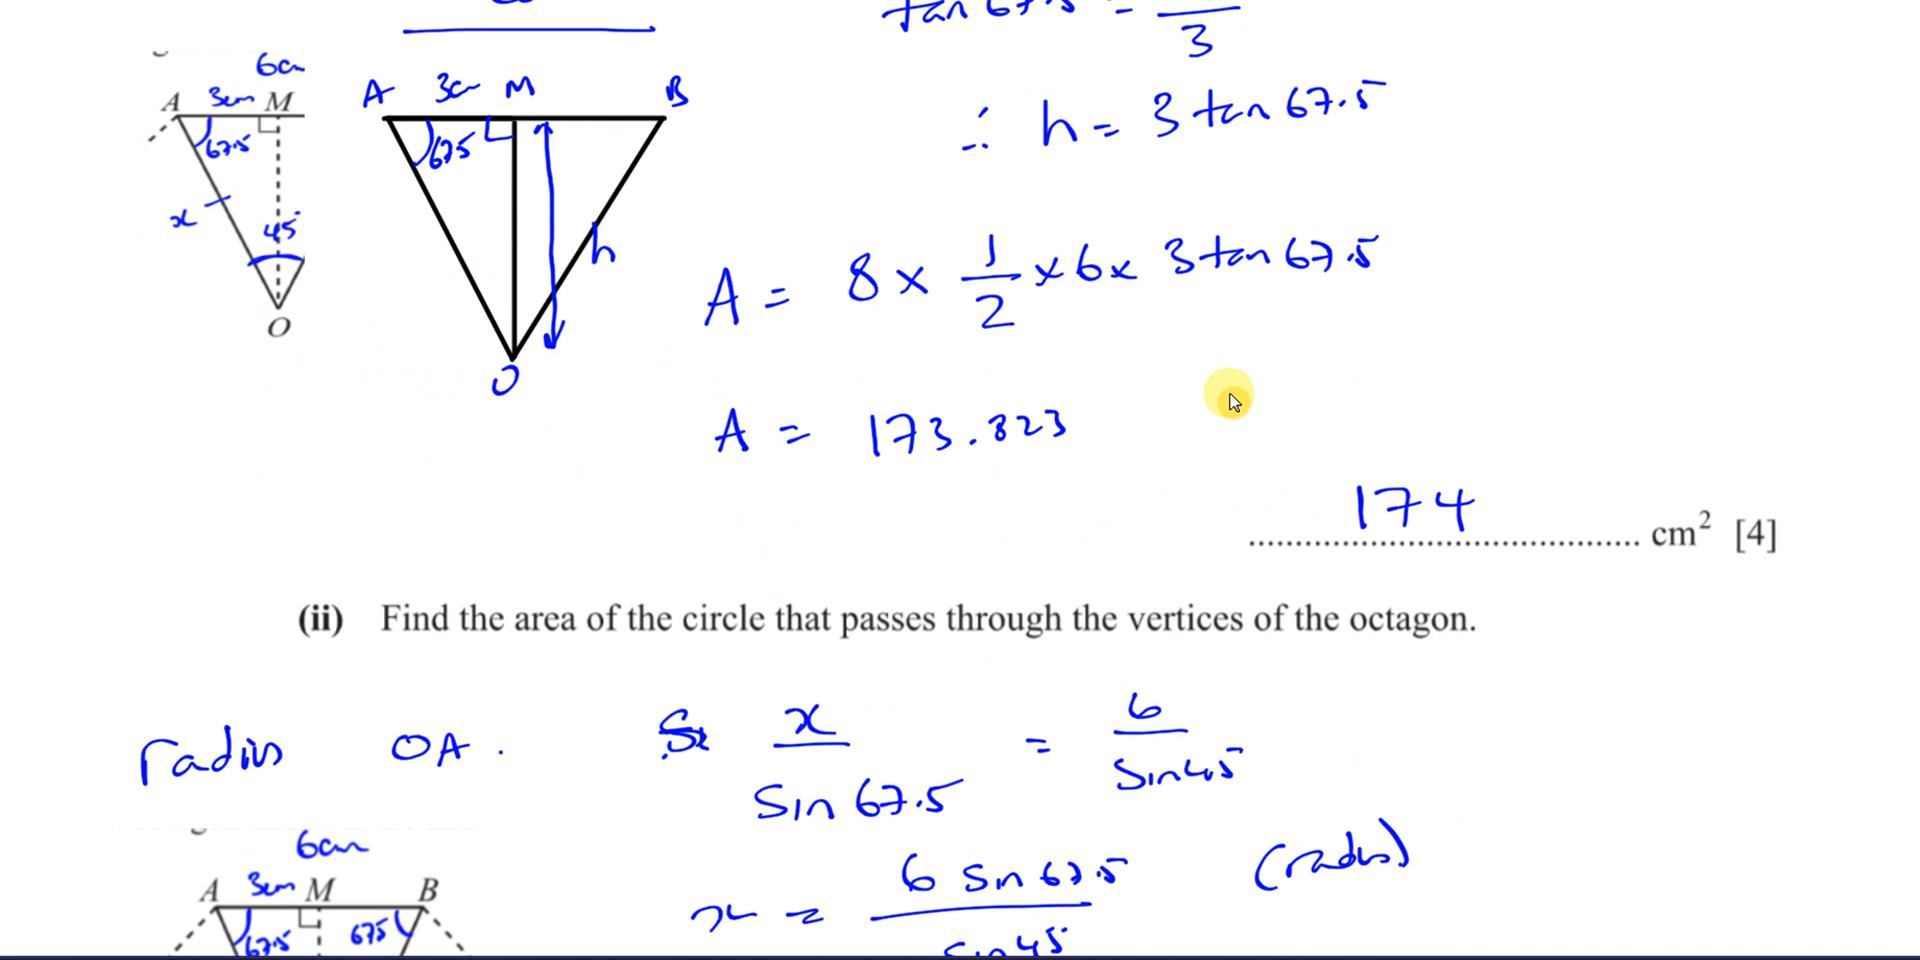 tan 67.5 =
3
6cm
A 3cm M
A 3cm M B
67.5
67.5
∴ h = 3 tan 67.5
x
45
h
O
O
A = 8 × 1/2 × 6 × 3 tan 67.5
A = 173.823
174
........................................ cm² [4]
(ii) Find the area of the circle that passes through the vertices of the octagon.
radius OA . x/sin 67.5 = 6/sin 45
6cm
A 3cm M B
67.5 67.5
x = 6 sin 67.5/sin 45 (radius)